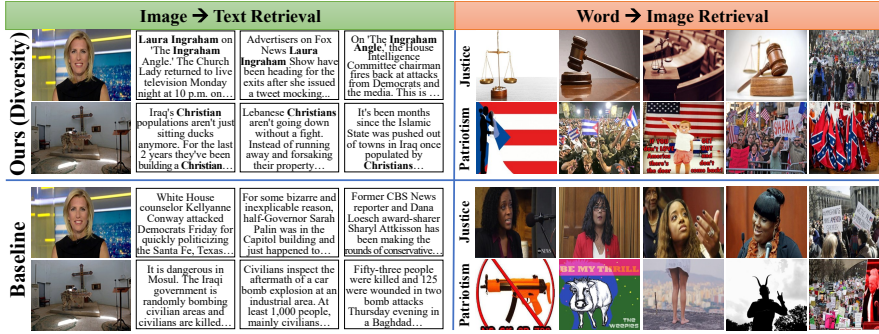 Image → Text Retrieval
Word → Image Retrieval
Ours (Diversity)
Laura Ingraham on
'The Ingraham
Angle.' The Church
Lady returned to live
television Monday
night at 10 p.m. on…
Advertisers on Fox
News Laura
Ingraham Show have
been heading for the
exits after she issued
a tweet mocking...
On 'The Ingraham
Angle,' the House
Intelligence
Committee chairman
fires back at attacks
from Democrats and
the media. This is …
Iraq's Christian
populations aren't just
sitting ducks
anymore. For the last
2 years they've been
building a Christian…
Lebanese Christians
aren't going down
without a fight.
Instead of running
away and forsaking
their property…
It's been months
since the Islamic
State was pushed out
of towns in Iraq once
populated by
Christians…
Justice
Patriotism
SHARIA
Baseline
White House
counselor Kellyanne
Conway attacked
Democrats Friday for
quickly politicizing
the Santa Fe, Texas…
For some bizarre and
inexplicable reason,
half-Governor Sarah
Palin was in the
Capitol building and
just happened to…
Former CBS News
reporter and Dana
Loesch award-sharer
Sharyl Attkisson has
been making the
rounds of conservative…
It is dangerous in
Mosul. The Iraqi
government is
randomly bombing
civilian areas and
civilians are killed…
Civilians inspect the
aftermath of a car
bomb explosion at an
industrial area. At
least 1,000 people,
mainly civilians…
Fifty-three people
were killed and 125
were wounded in two
bomb attacks
Thursday evening in
a Baghdad…
Justice
Patriotism
BE MY THRILL
THE
WEEPIES